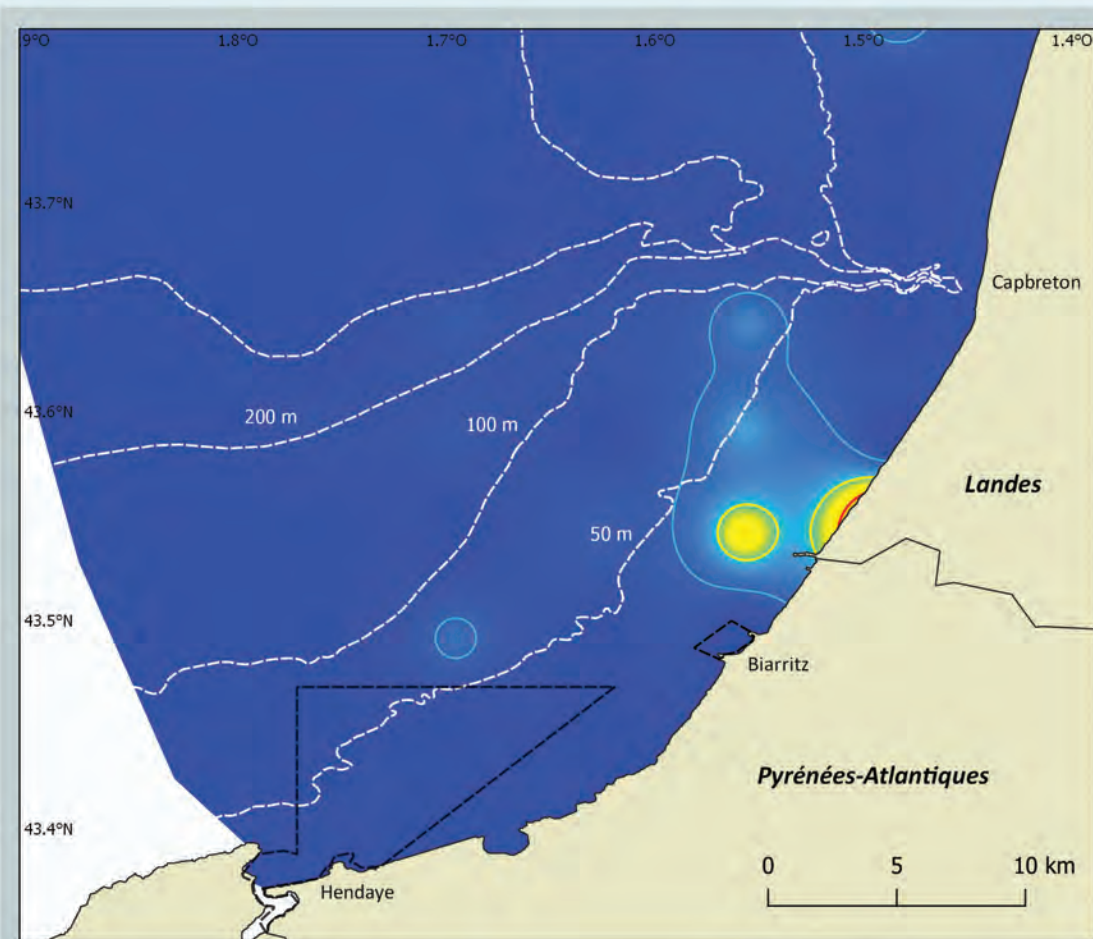 9°O 1.8°O 1.7°O 1.6°O 1.5°O 1.4°O
43.7°N
Capbreton
43.6°N
200 m
100 m
Landes
50 m
43.5°N
Biarritz
Pyrénées-Atlantiques
43.4°N
0 5 10 km
Hendaye